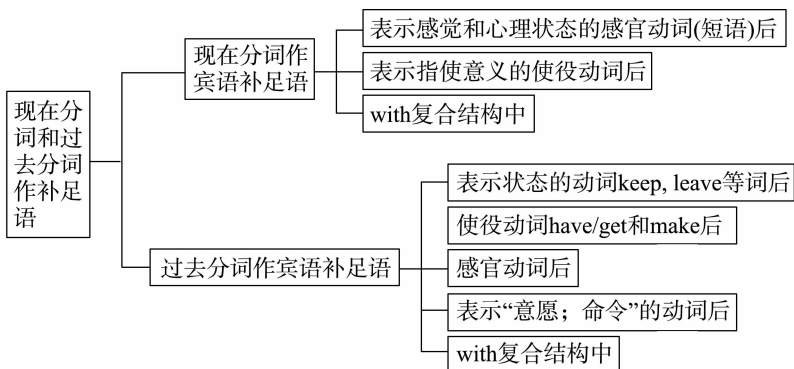 现在分
词和过
去分词
作补足
语
现在分词作
宾语补足语
表示感觉和心理状态的感官动词(短语)后
表示指使意义的使役动词后
with复合结构中
过去分词作宾语补足语
表示状态的动词keep, leave等词后
使役动词have/get和make后
感官动词后
表示“意愿；命令”的动词后
with复合结构中